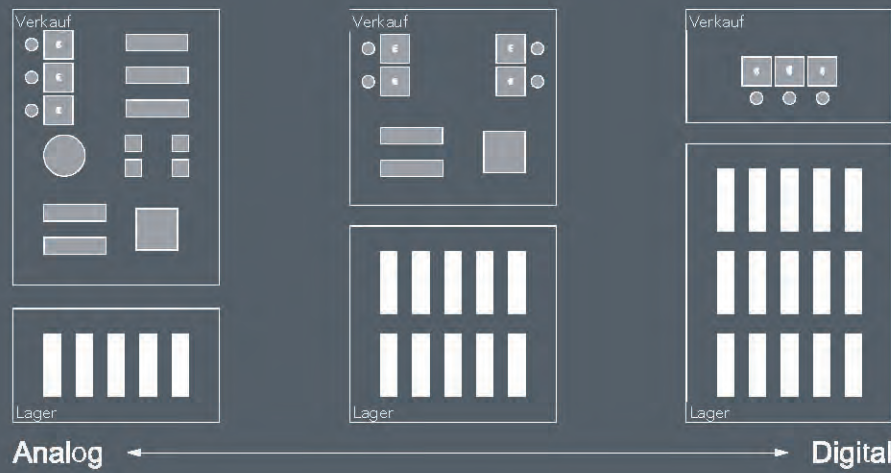 Verkauf
Verkauf
Verkauf
Lager
Lager
Lager
Analog
Digital